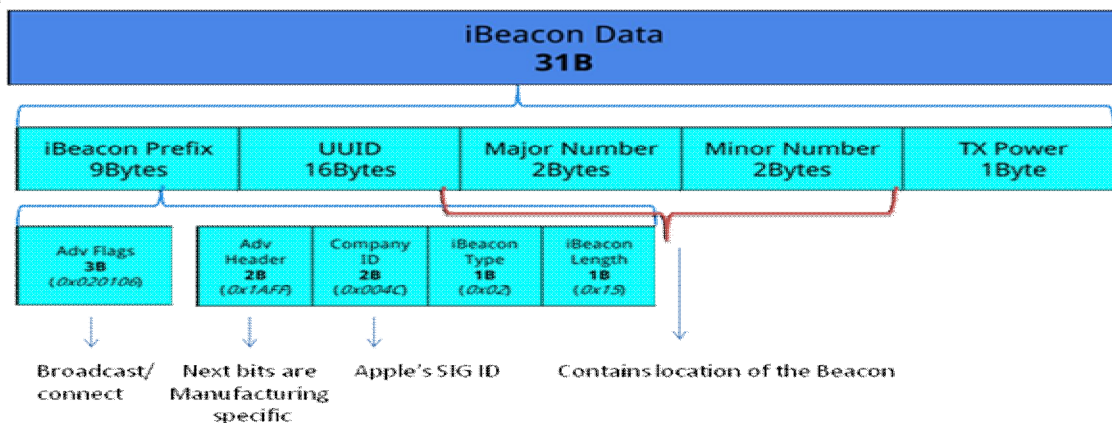 iBeacon Data
31B
iBeacon Prefix
9Bytes
UUID
16Bytes
Major Number
2Bytes
Minor Number
2Bytes
TX Power
1Byte
Adv Flags
3B
(0x020106)
Adv
Header
2B
(0x1AFF)
Company
ID
2B
(0x004C)
iBeacon
Type
1B
(0x02)
iBeacon
Length
1B
(0x15)
Broadcast/
connect
Next bits are
Manufacturing
specific
Apple's SIG ID
Contains location of the Beacon